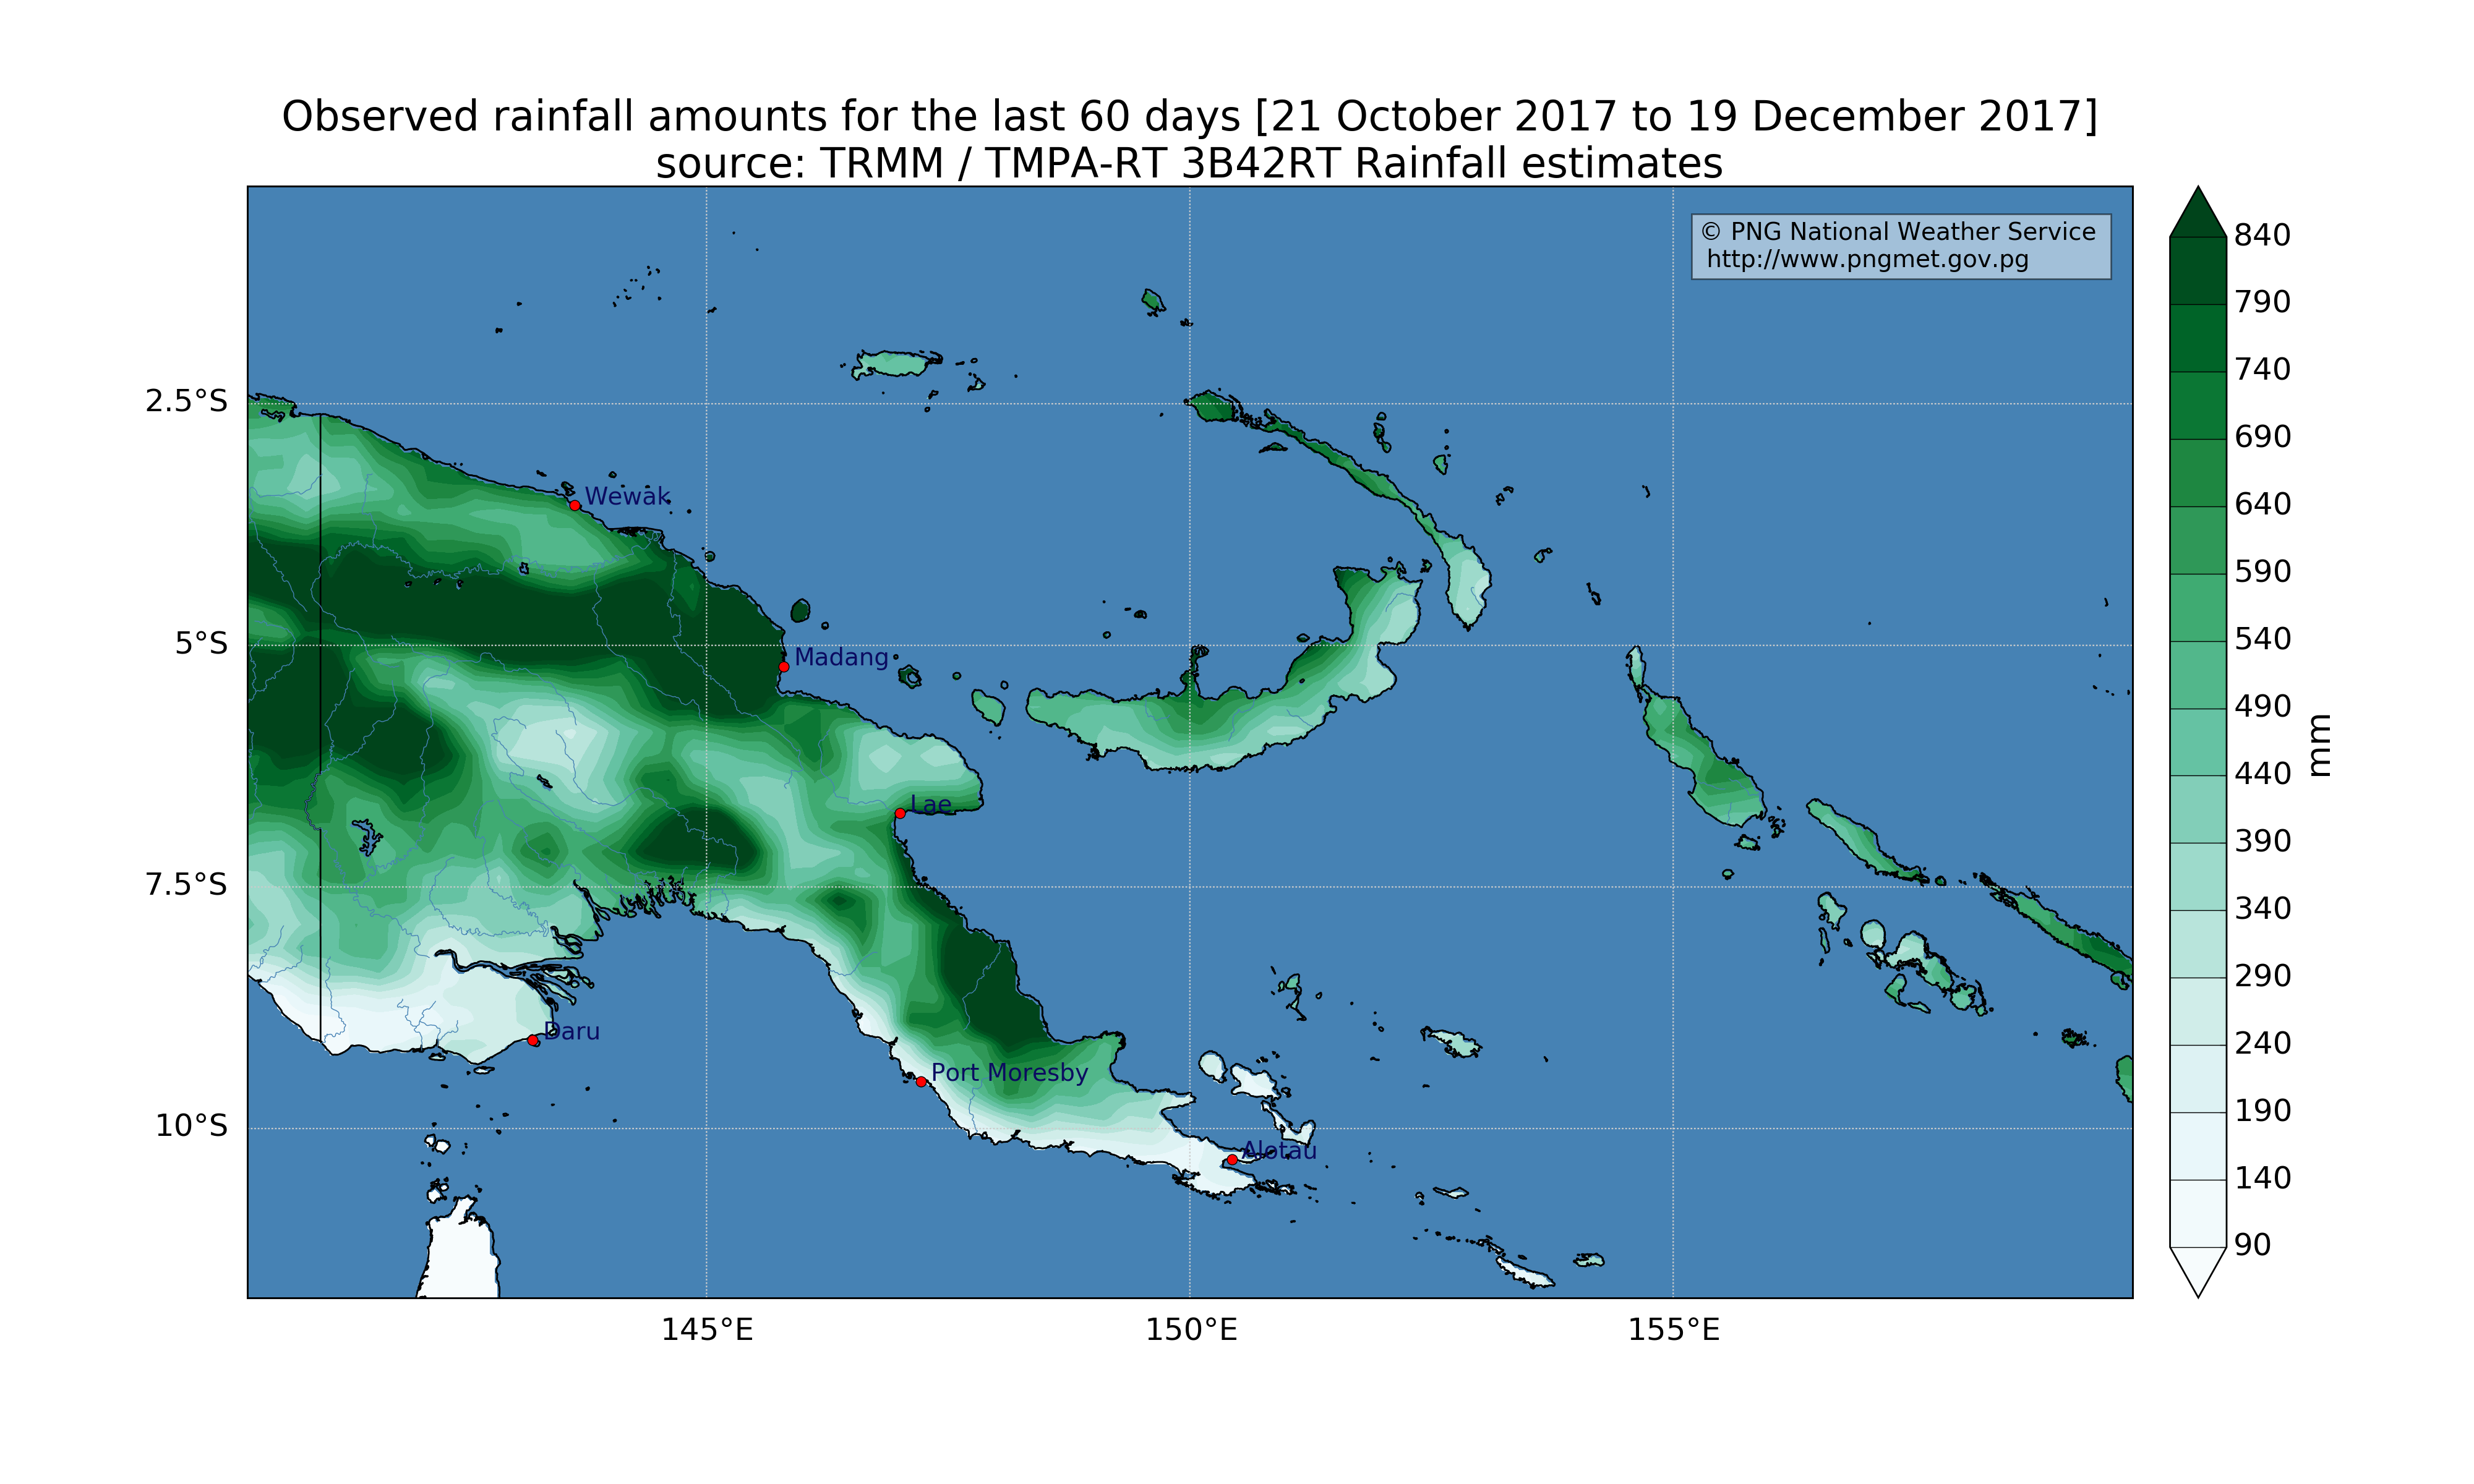 Observed rainfall amounts for the last 60 days [21 October 2017 to 19 December 2017]
source: TRMM / TMPA-RT 3B42RT Rainfall estimates
© PNG National Weather Service
http://www.pngmet.gov.pg
840
790
740
690
640
590
540
490
440
390
340
290
240
190
140
90
mm
2.5°S
5°S
7.5°S
10°S
Wewak
Madang
Lae
Daru
Port Moresby
Alotau
145°E
150°E
155°E